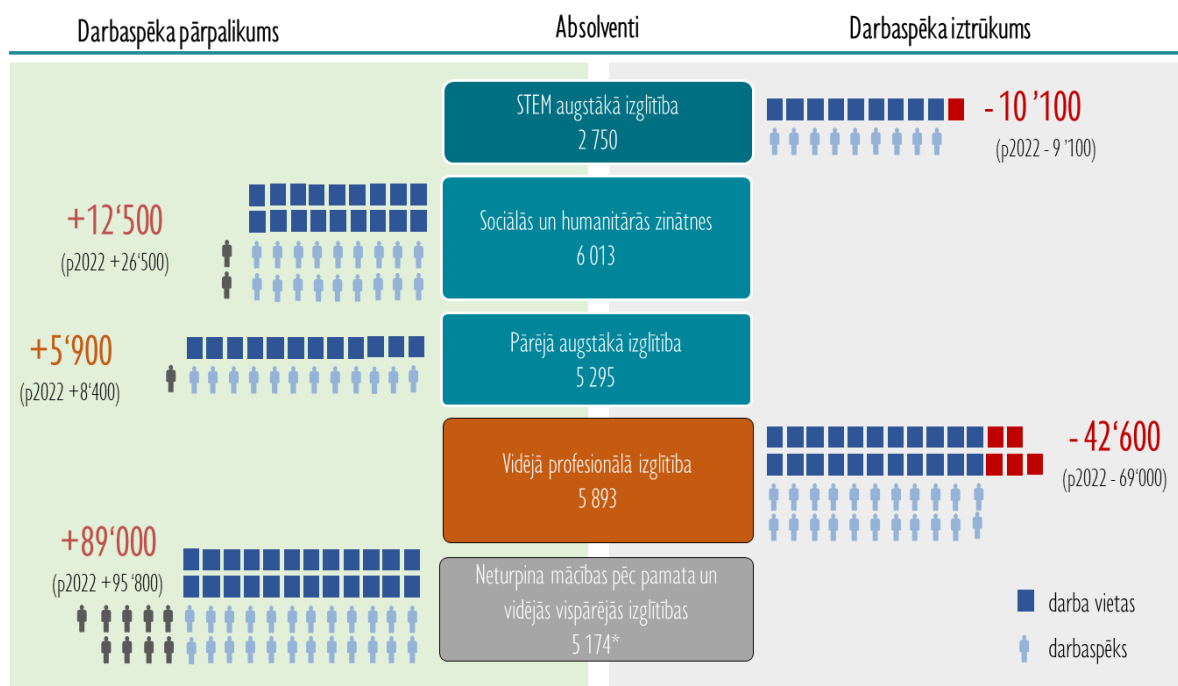 Darbaspēka pārpalikums
Absolventi
Darbaspēka iztrūkums
STEM augstākā izglītība
2 750
- 10 '100
(p2022 - 9 '100)
+12‘500
(p2022 +26‘500)
Sociālās un humanitārās zinātnes
6 013
+5‘900
(p2022 +8‘400)
Pārējā augstākā izglītība
5 295
Vidējā profesionālā izglītība
5 893
- 42‘600
(p2022 - 69‘000)
+89‘000
(p2022 +95 ‘800)
Neturpina mācības pēc pamata un
vidējās vispārējās izglītības
5 174*
darba vietas
darbaspēks